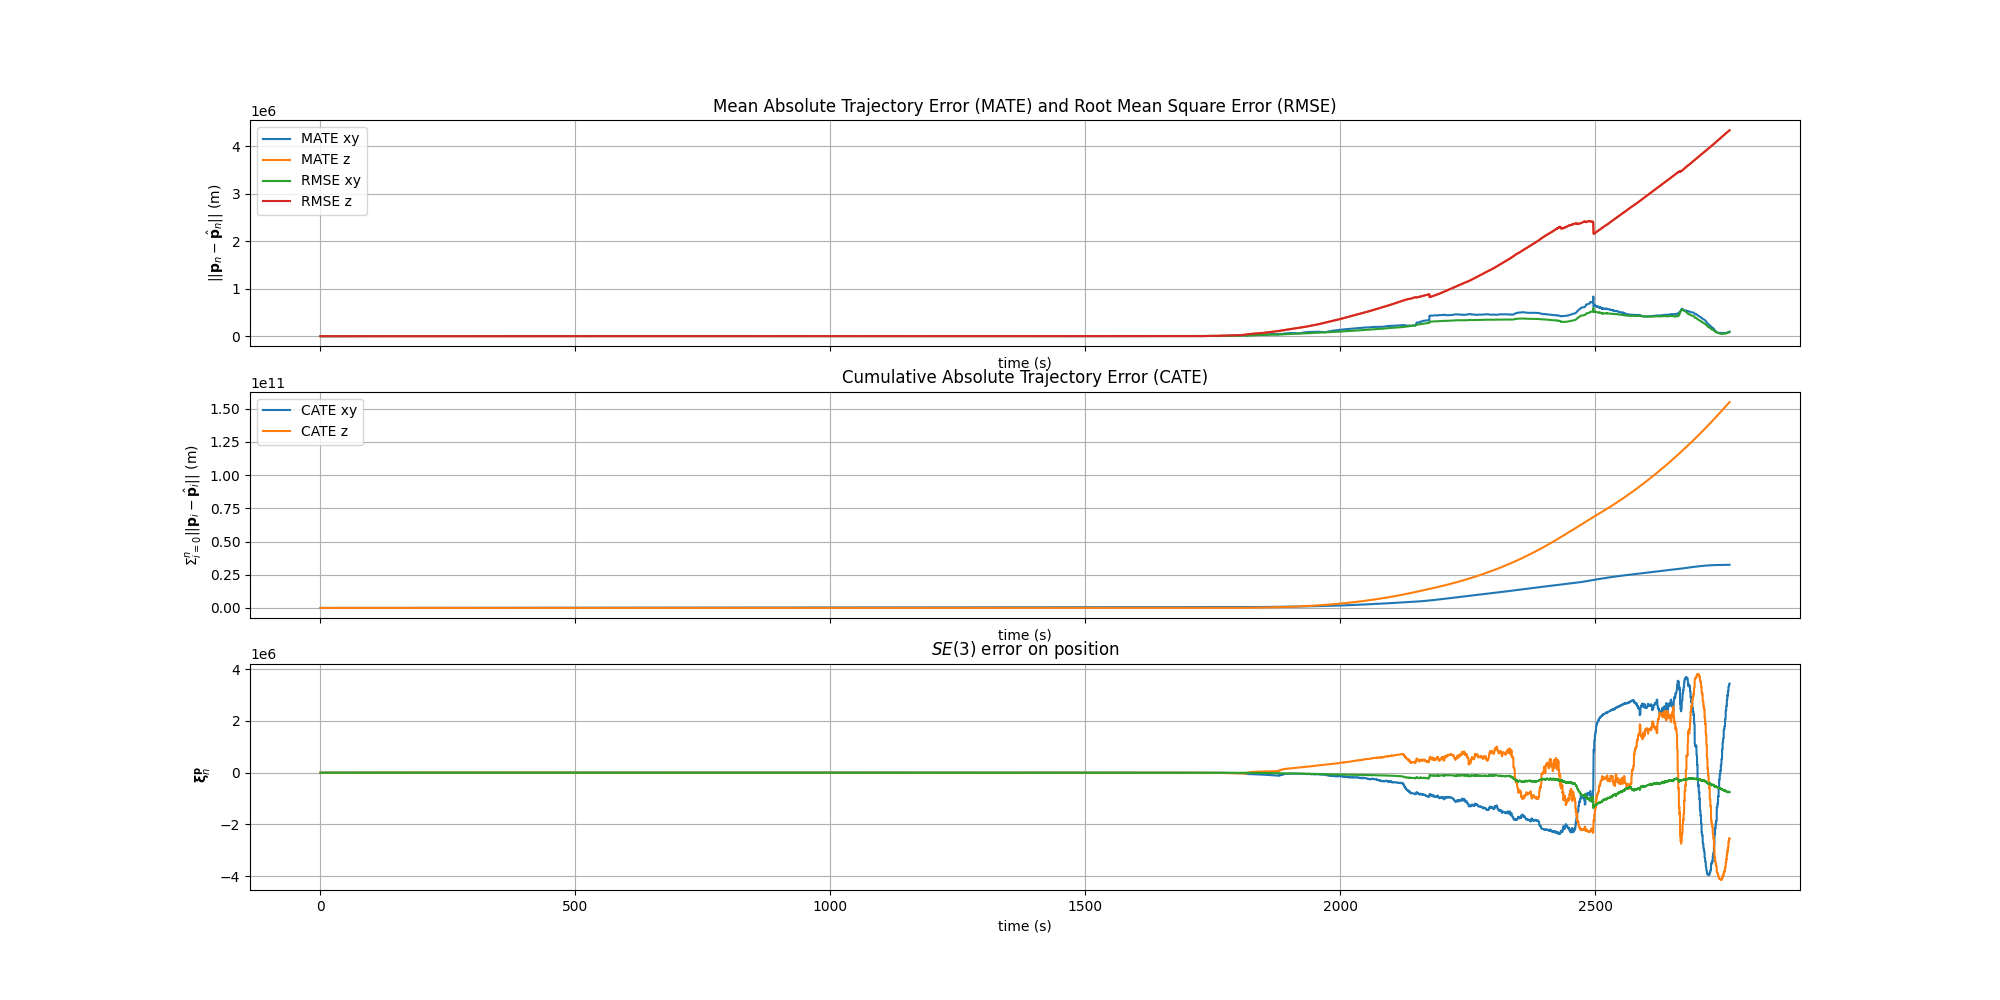 Mean Absolute Trajectory Error (MATE) and Root Mean Square Error (RMSE)
1e6
MATE xy
MATE z
RMSE xy
RMSE z
4
3
2
1
0
||𝐩ₙ − 𝐩̂ₙ|| (m)
time (s)
Cumulative Absolute Trajectory Error (CATE)
1e11
CATE xy
CATE z
1.50
1.25
1.00
0.75
0.50
0.25
0.00
Σⁿᵢ₌₀||𝐩ᵢ − 𝐩̂ᵢ|| (m)
time (s)
SE(3) error on position
1e6
4
2
0
−2
−4
𝛏ₙᵖ
0
500
1000
1500
2000
2500
time (s)